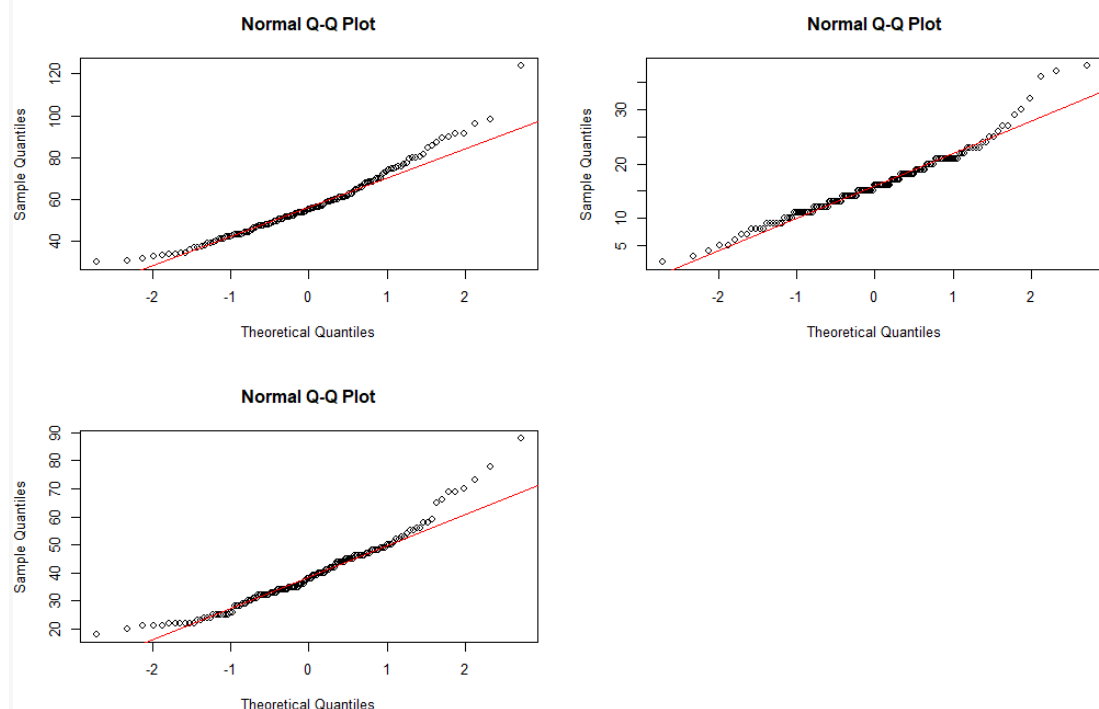 Normal Q-Q Plot
Sample Quantiles
120
100
80
60
40
-2 -1 0 1 2
Theoretical Quantiles
Normal Q-Q Plot
Sample Quantiles
30
20
10
5
-2 -1 0 1 2
Theoretical Quantiles
Normal Q-Q Plot
Sample Quantiles
90
80
70
60
50
40
30
20
-2 -1 0 1 2
Theoretical Quantiles